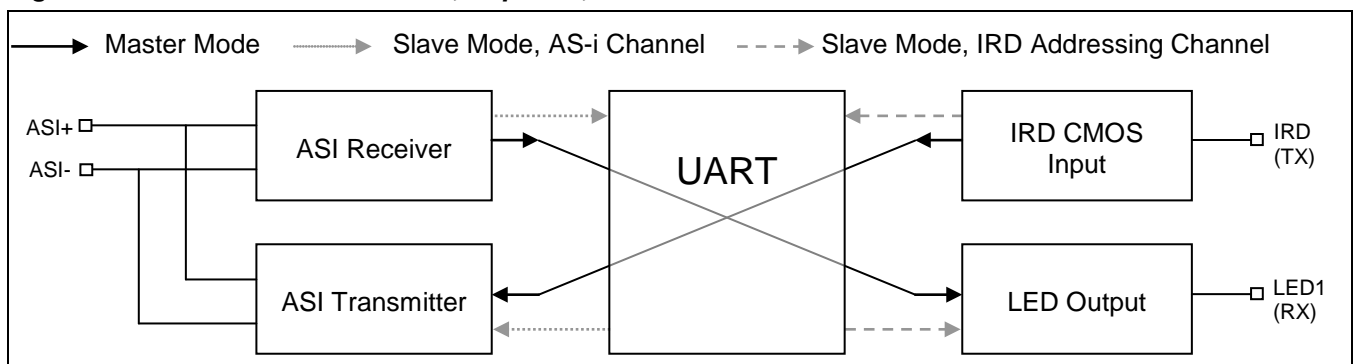 Master Mode
Slave Mode, AS-i Channel
Slave Mode, IRD Addressing Channel
ASI+
ASI-
ASI Receiver
UART
IRD CMOS
Input
IRD
(TX)
ASI Transmitter
LED Output
LED1
(RX)